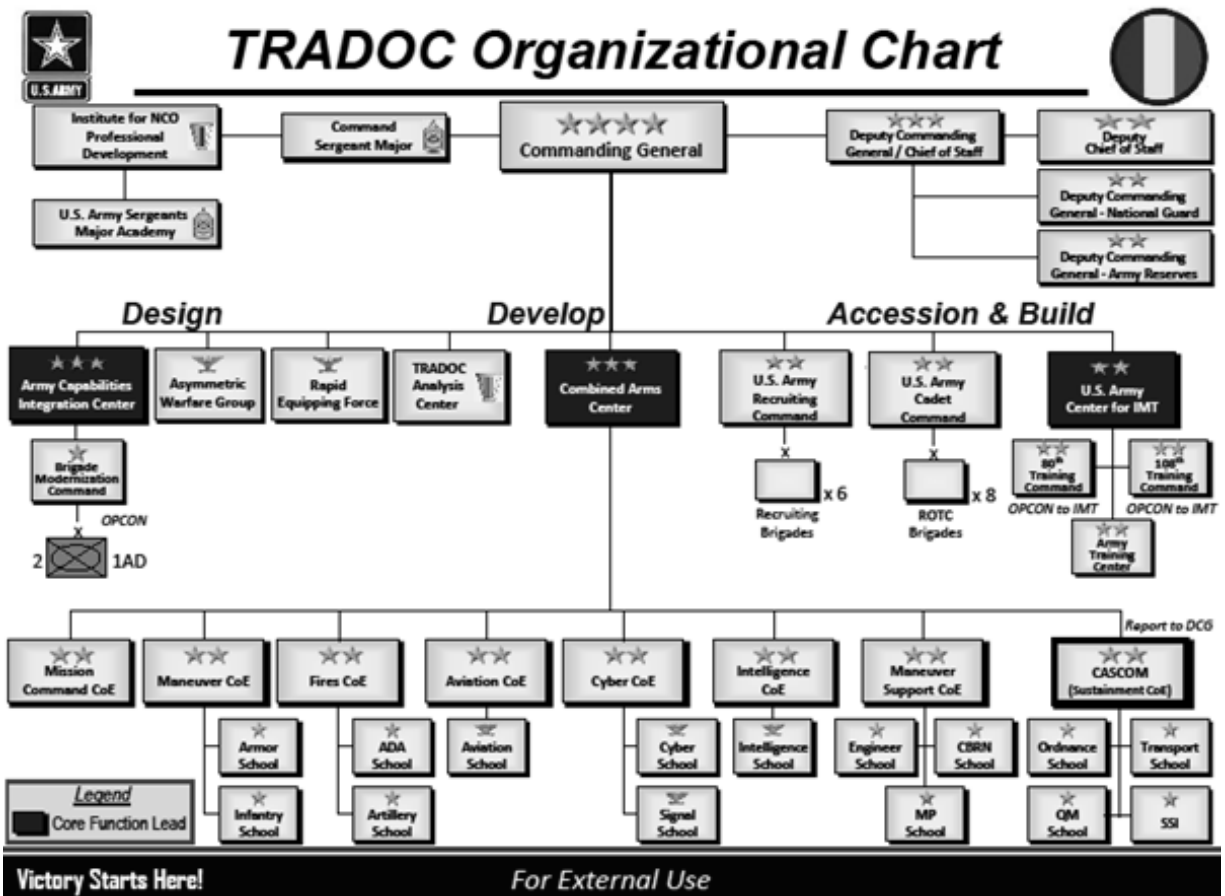 TRADOC Organizational Chart
U.S.ARMY
Institute for NCO
Professional
Development
Command
Sergeant Major
Commanding General
Deputy Commanding
General / Chief of Staff
Deputy
Chief of Staff
U.S. Army Sergeants
Major Academy
Deputy Commanding
General - National Guard
Deputy Commanding
General - Army Reserves
Design
Develop
Accession & Build
Army Capabilities
Integration Center
Asymmetric
Warfare Group
Rapid
Equipping Force
TRADOC
Analysis
Center
Combined Arms
Center
U.S. Army
Recruiting
Command
U.S. Army
Cadet
Command
U.S. Army
Center for IMT
Brigade
Modernization
Command
OPCON
X
2
1AD
X
x 6
Recruiting
Brigades
X
x 8
ROTC
Brigades
80th
Training
Command
OPCON to IMT
108th
Training
Command
OPCON to IMT
Army
Training
Center
Report to DCG
Mission
Command CoE
Maneuver CoE
Fires CoE
Aviation CoE
Cyber CoE
Intelligence
CoE
Maneuver
Support CoE
CASCOM
(Sustainment CoE)
Armor
School
ADA
School
Aviation
School
Cyber
School
Intelligence
School
Engineer
School
CBRN
School
Ordnance
School
Transport
School
Infantry
School
Artillery
School
Signal
School
MP
School
QM
School
SSI
Legend
Core Function Lead
Victory Starts Here!
For External Use